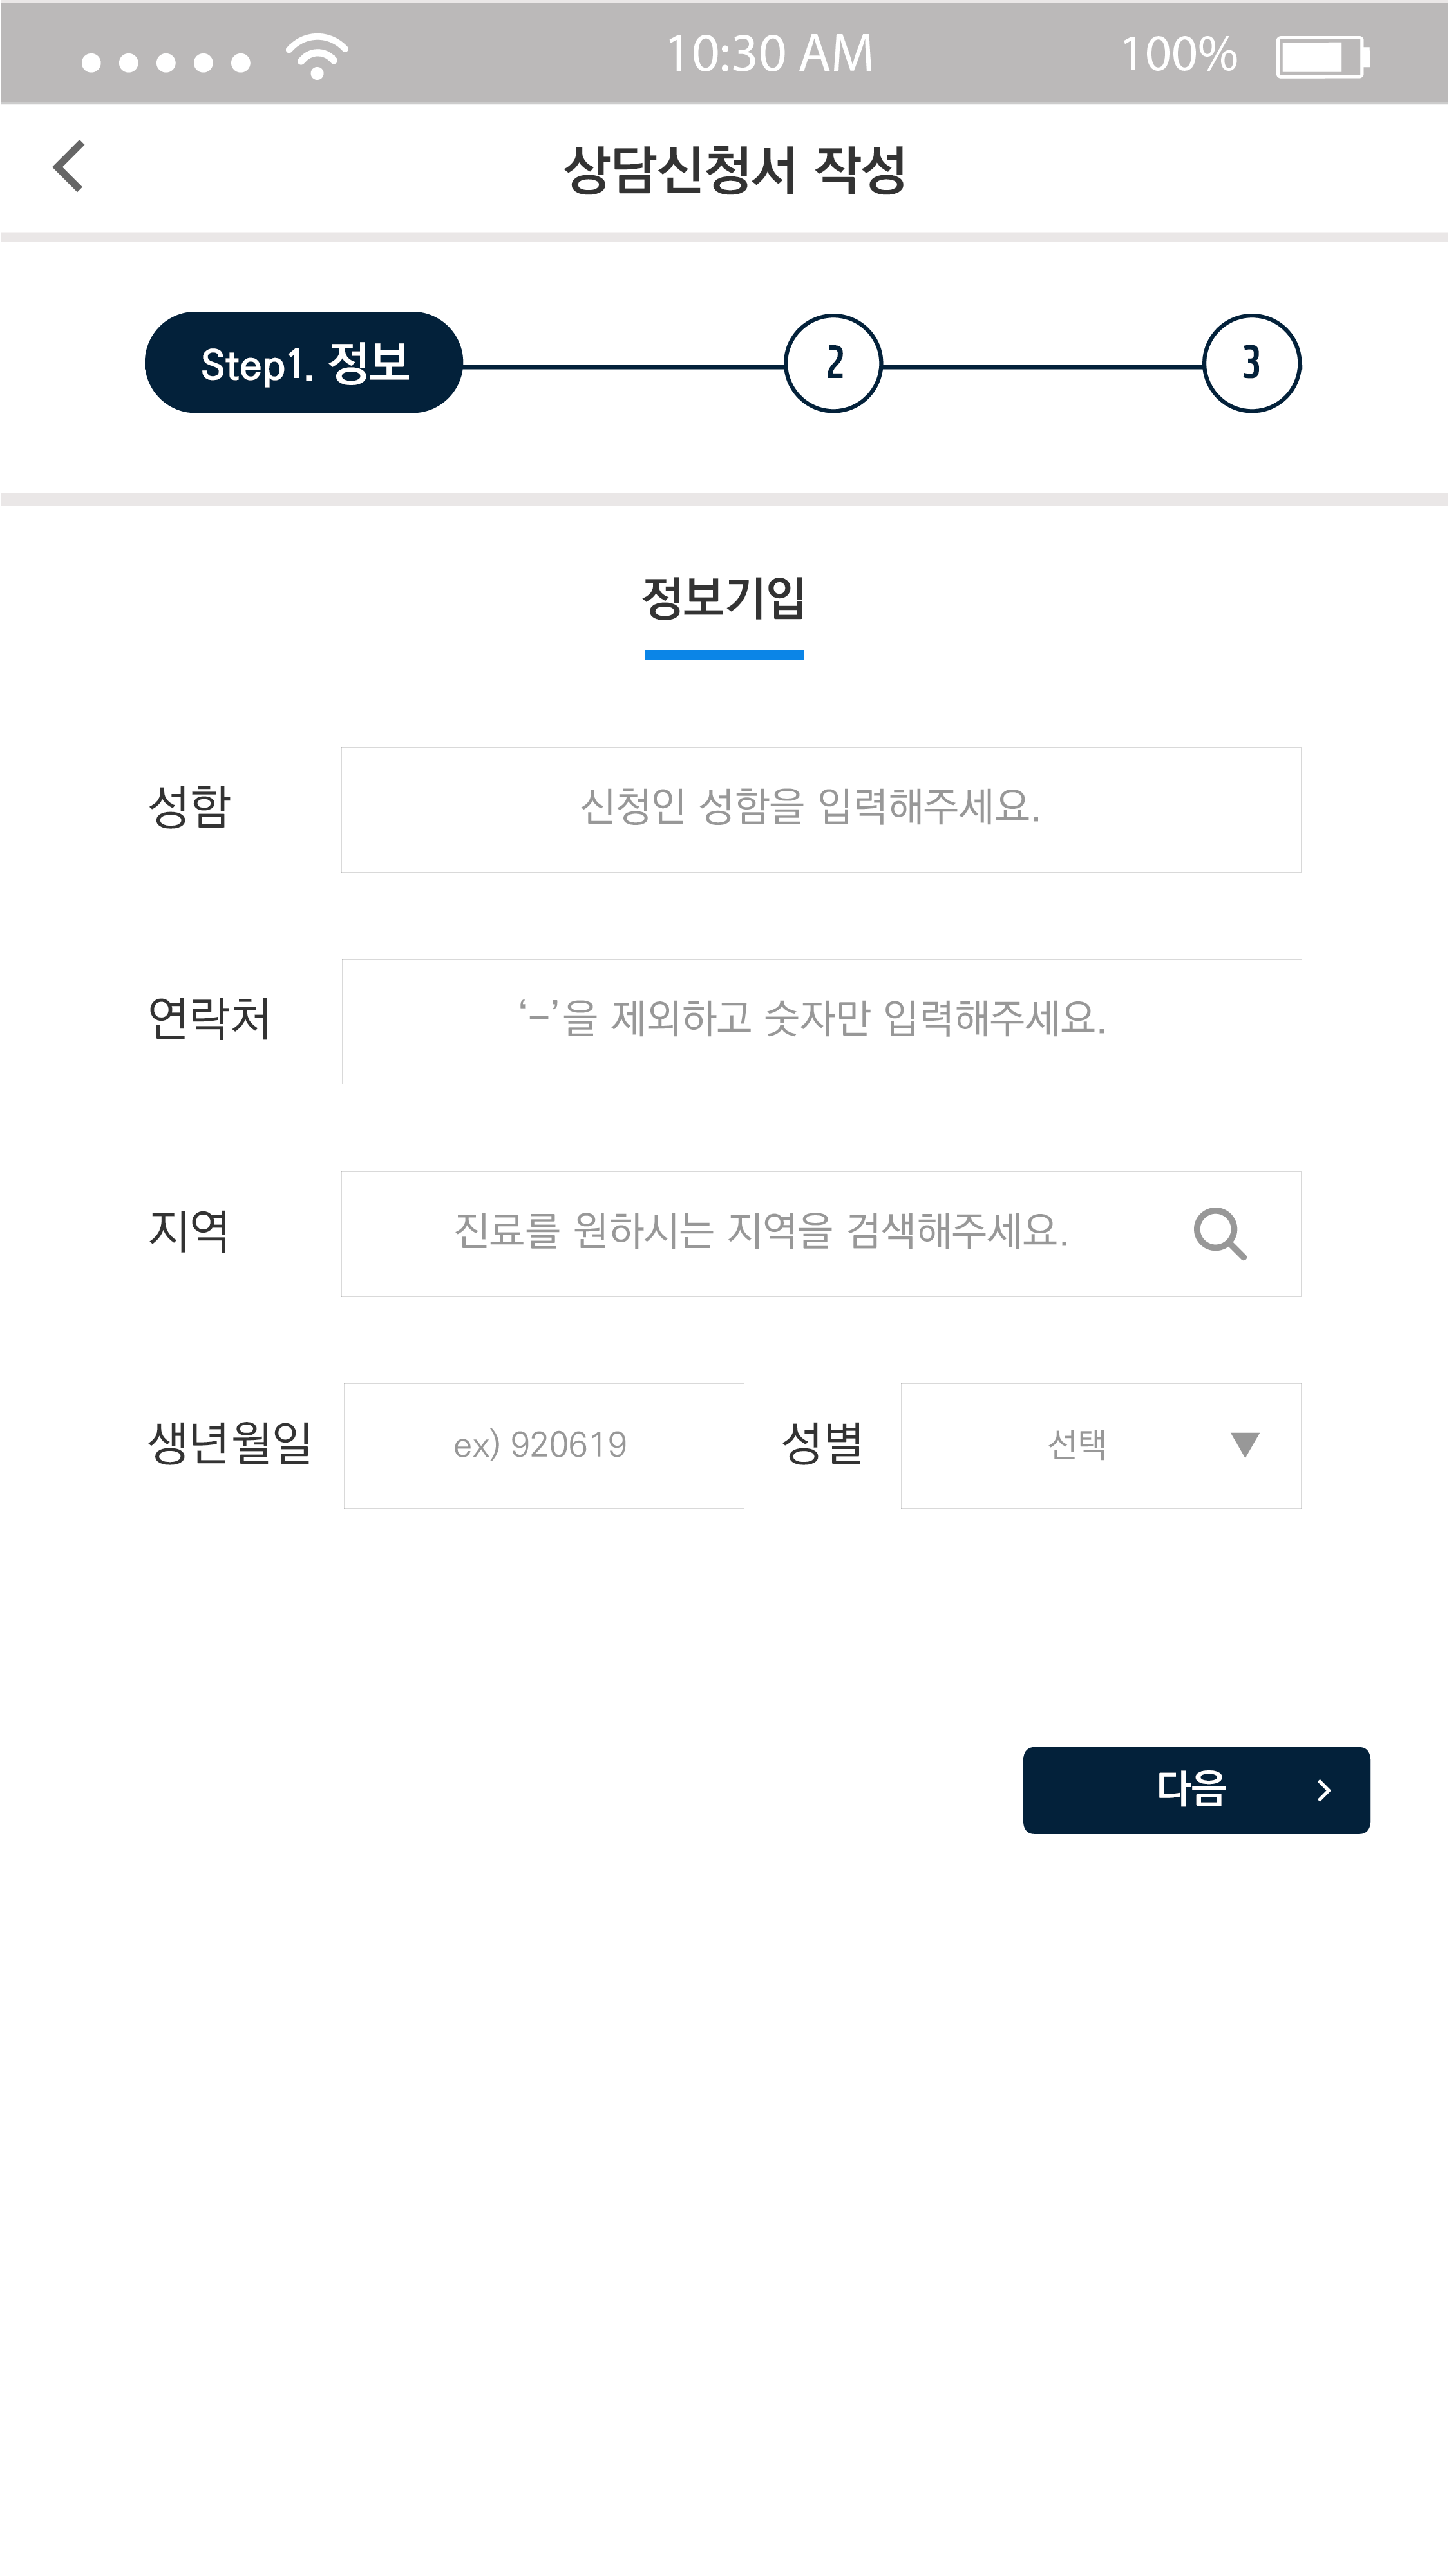 10:30 AM 100%
상담신청서 작성
Step1. 정보 2 3
정보기입
성함 신청인 성함을 입력해주세요.
연락처 ‘-’을 제외하고 숫자만 입력해주세요.
지역 진료를 원하시는 지역을 검색해주세요.
생년월일 ex) 920619 성별 선택
다음